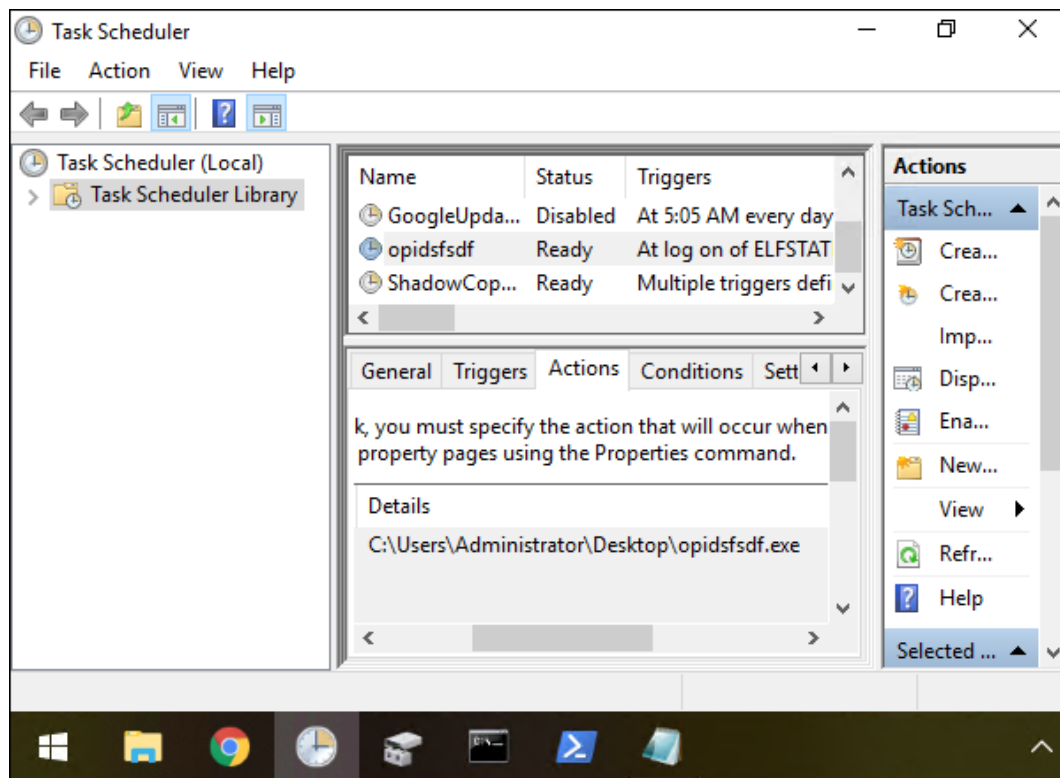 Task Scheduler
File Action View Help
Task Scheduler (Local)
Task Scheduler Library
Name Status Triggers
GoogleUpda... Disabled At 5:05 AM every day
opidsfsdf Ready At log on of ELFSTAT
ShadowCop... Ready Multiple triggers defi
General Triggers Actions Conditions Sett
k, you must specify the action that will occur when
property pages using the Properties command.
Details
C:\Users\Administrator\Desktop\opidsfsdf.exe
Actions
Task Sch...
Crea...
Crea...
Imp...
Disp...
Ena...
New...
View
Refr...
Help
Selected ...